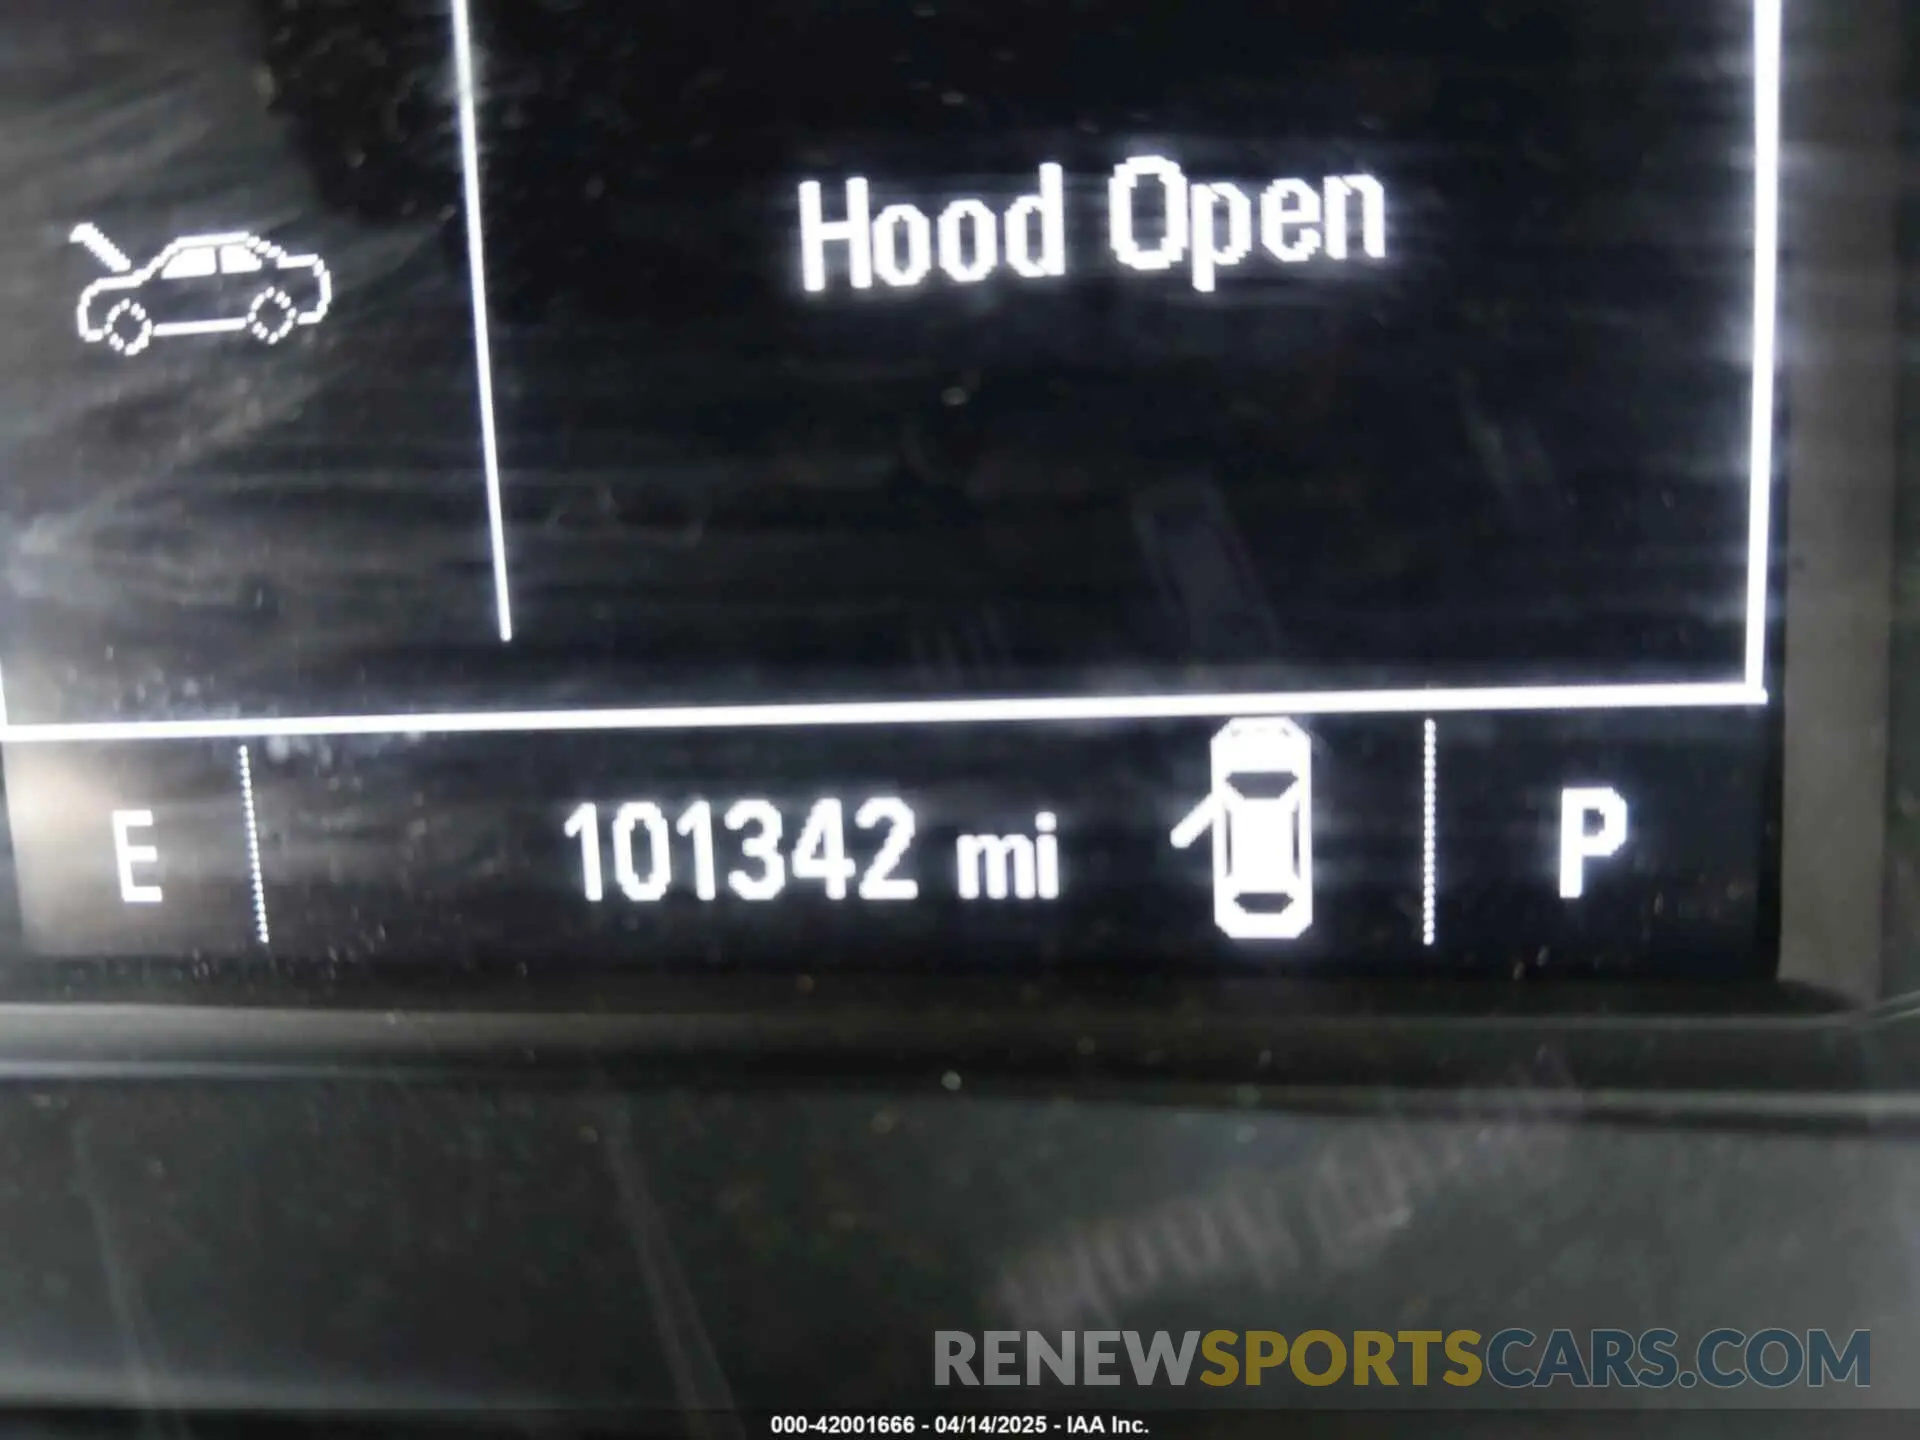 Hood Open
E 101342 mi P
RENEWSPORTSCARS.COM
000-42001666 - 04/14/2025 - IAA Inc.